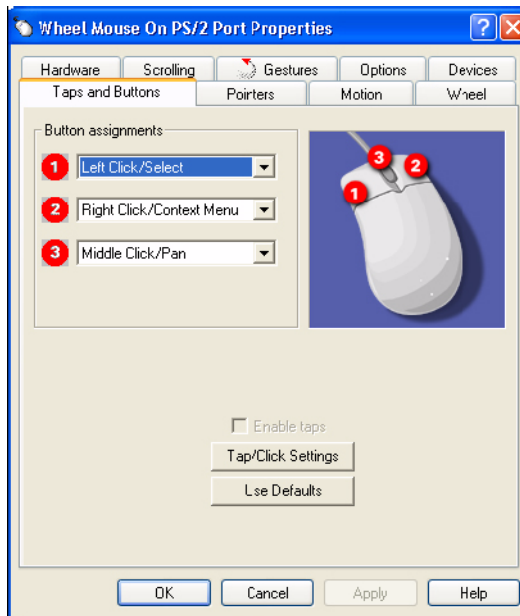 Wheel Mouse On PS/2 Port Properties
Hardware Scrolling Gestures Options Devices
Taps and Buttons Pointers Motion Wheel
Button assignments
1 Left Click/Select
2 Right Click/Context Menu
3 Middle Click/Pan
3 2
1
Enable taps
Tap/Click Settings
Use Defaults
OK Cancel Apply Help